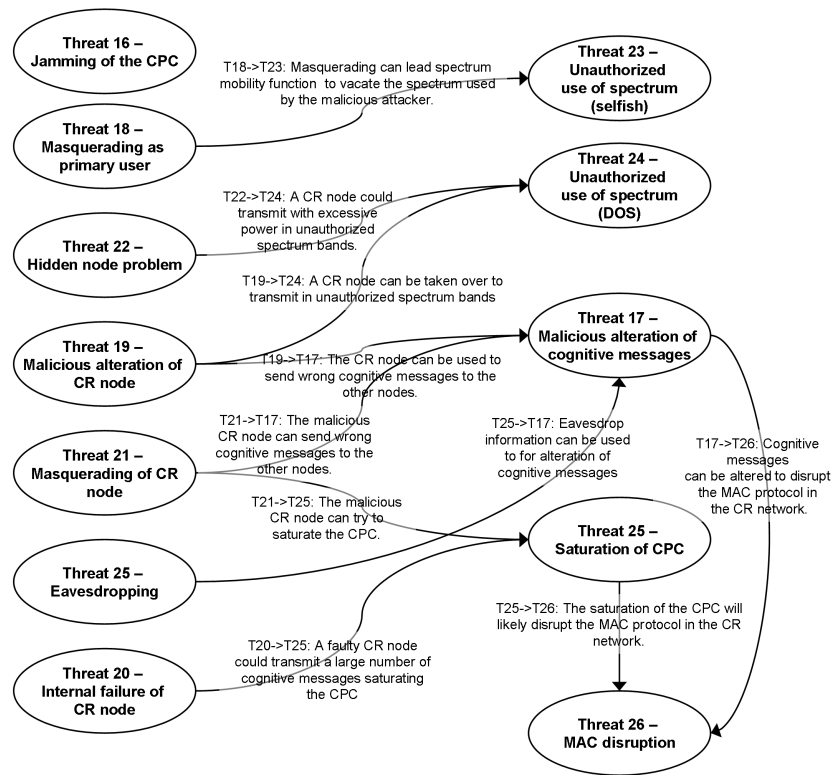 Threat 16 –
Jamming of the CPC
T18->T23: Masquerading can lead spectrum
mobility function to vacate the spectrum used
by the malicious attacker.
Threat 23 –
Unauthorized
use of spectrum
(selfish)
Threat 18 –
Masquerading as
primary user
Threat 24 –
Unauthorized
use of spectrum
(DOS)
T22->T24: A CR node could
transmit with excessive
power in unauthorized
spectrum bands.
Threat 22 –
Hidden node problem
T19->T24: A CR node can be taken over to
transmit in unauthorized spectrum bands
Threat 19 –
Malicious alteration of
CR node
Threat 17 –
Malicious alteration of
cognitive messages
T19->T17: The CR node can be used to
send wrong cognitive messages to the
other nodes.
T21->T17: The malicious
CR node can send wrong
cognitive messages to the
other nodes.
T25->T17: Eavesdrop
information can be used
to for alteration of
cognitive messages
T17->T26: Cognitive
messages
can be altered to disrupt
the MAC protocol in
the CR network.
Threat 21 –
Masquerading of CR
node
T21->T25: The malicious
CR node can try to
saturate the CPC.
Threat 25 –
Saturation of CPC
Threat 25 –
Eavesdropping
T25->T26: The saturation of the CPC will
likely disrupt the MAC protocol in the CR
network.
T20->T25: A faulty CR node
could transmit a large number of
cognitive messages saturating
the CPC
Threat 20 –
Internal failure of
CR node
Threat 26 –
MAC disruption